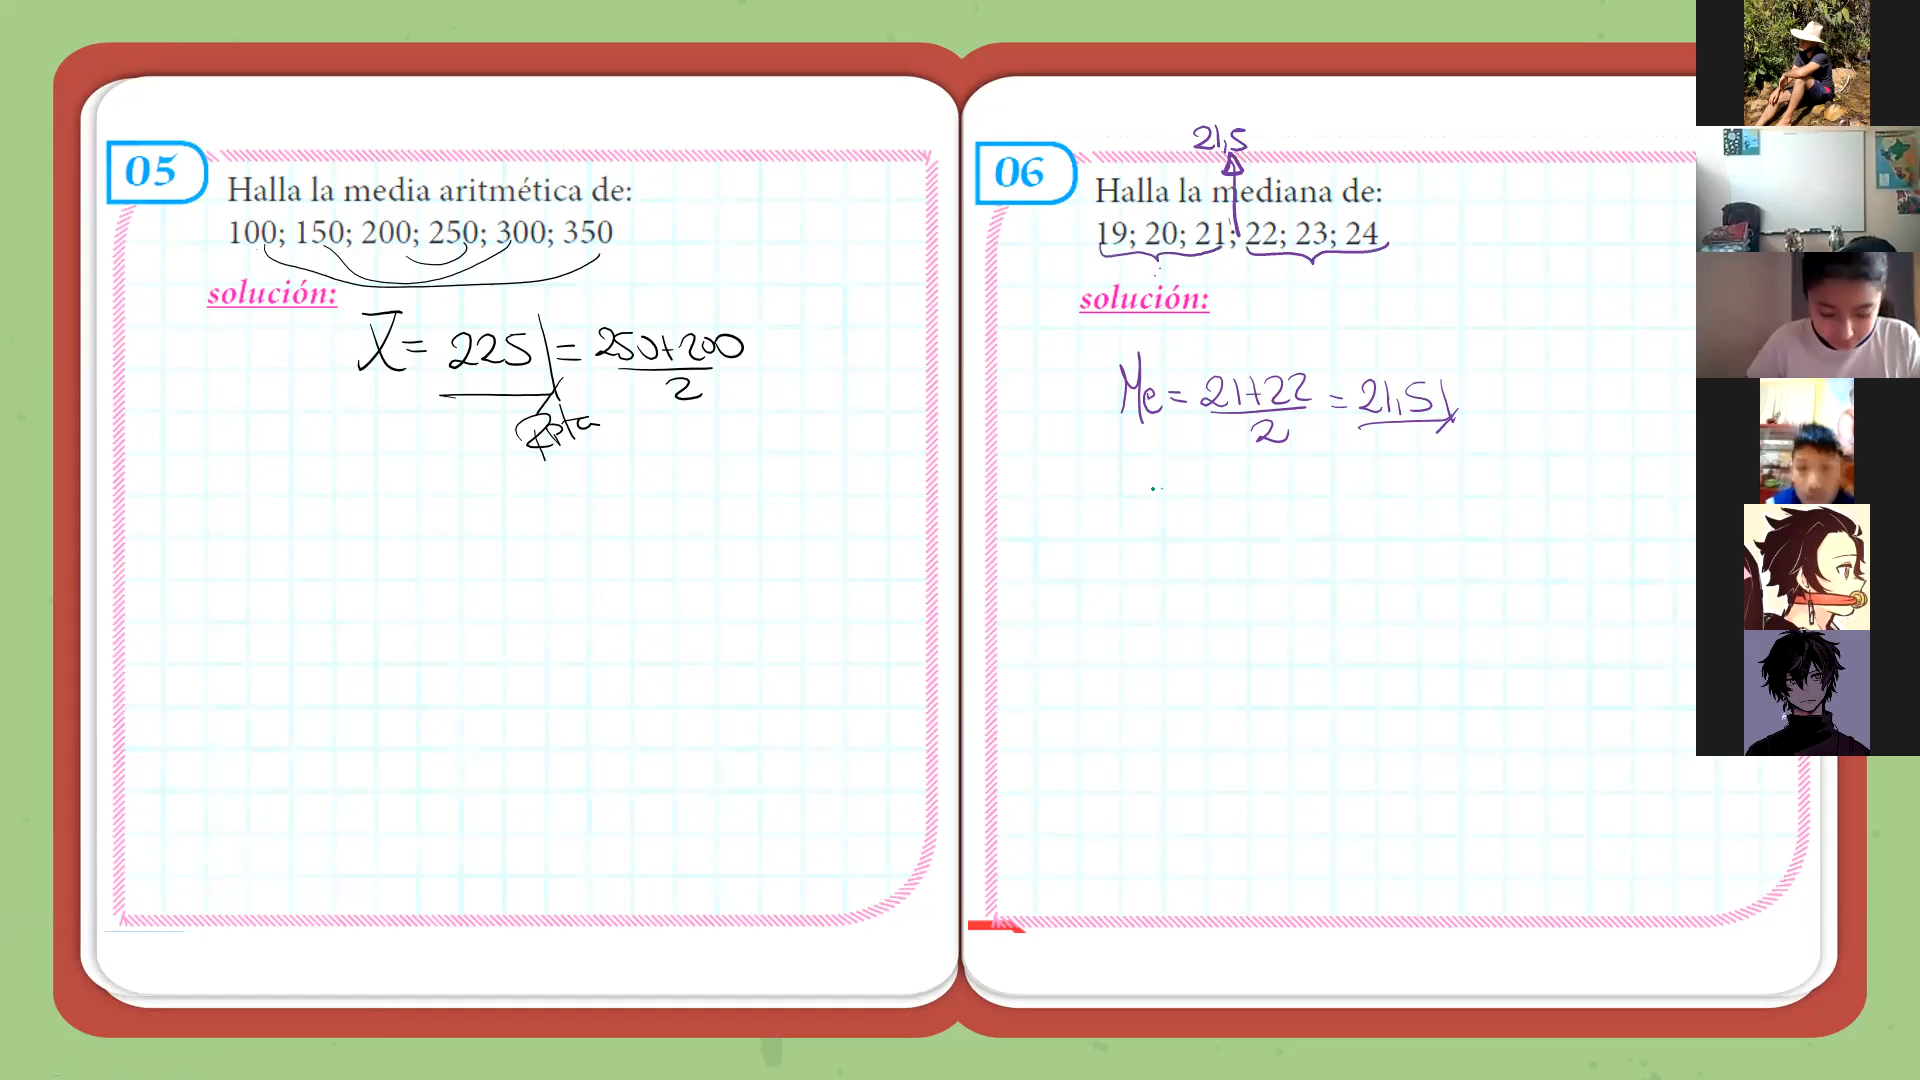 05
Halla la media aritmética de:
100; 150; 200; 250; 300; 350
solución:
X̅ = 225 = 250+200
2
Rpta
21,5
06
Halla la mediana de:
19; 20; 21; 22; 23; 24
solución:
Me = 21+22 = 21,5
2